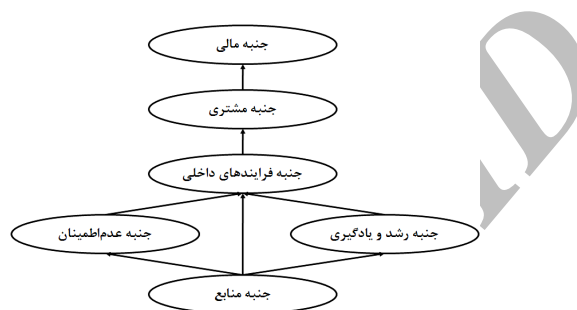 جنبه مالی
جنبه مشتری
جنبه فرایندهای داخلی
جنبه رشد و یادگیری
جنبه عدم‌اطمینان
جنبه منابع